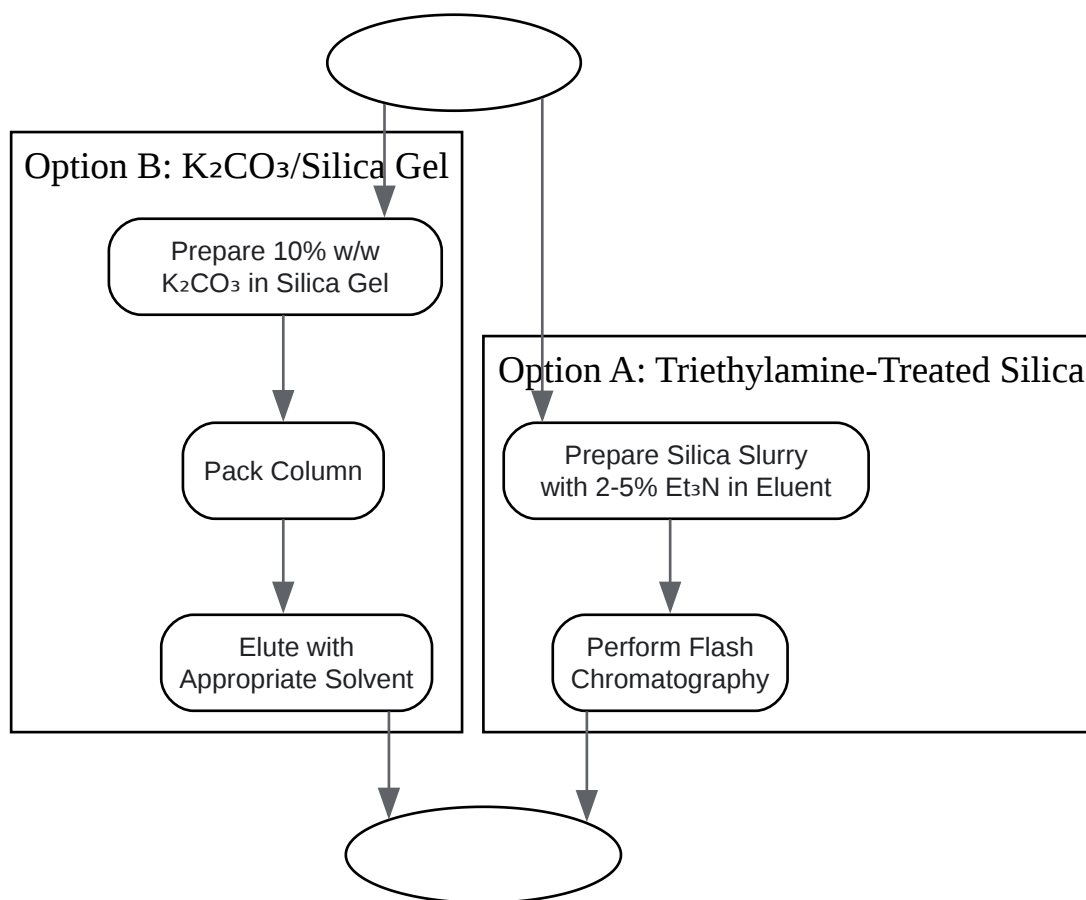 Option B: K₂CO₃/Silica Gel
Prepare 10% w/w
K₂CO₃ in Silica Gel
Pack Column
Elute with
Appropriate Solvent
Option A: Triethylamine-Treated Silica
Prepare Silica Slurry
with 2-5% Et₃N in Eluent
Perform Flash
Chromatography